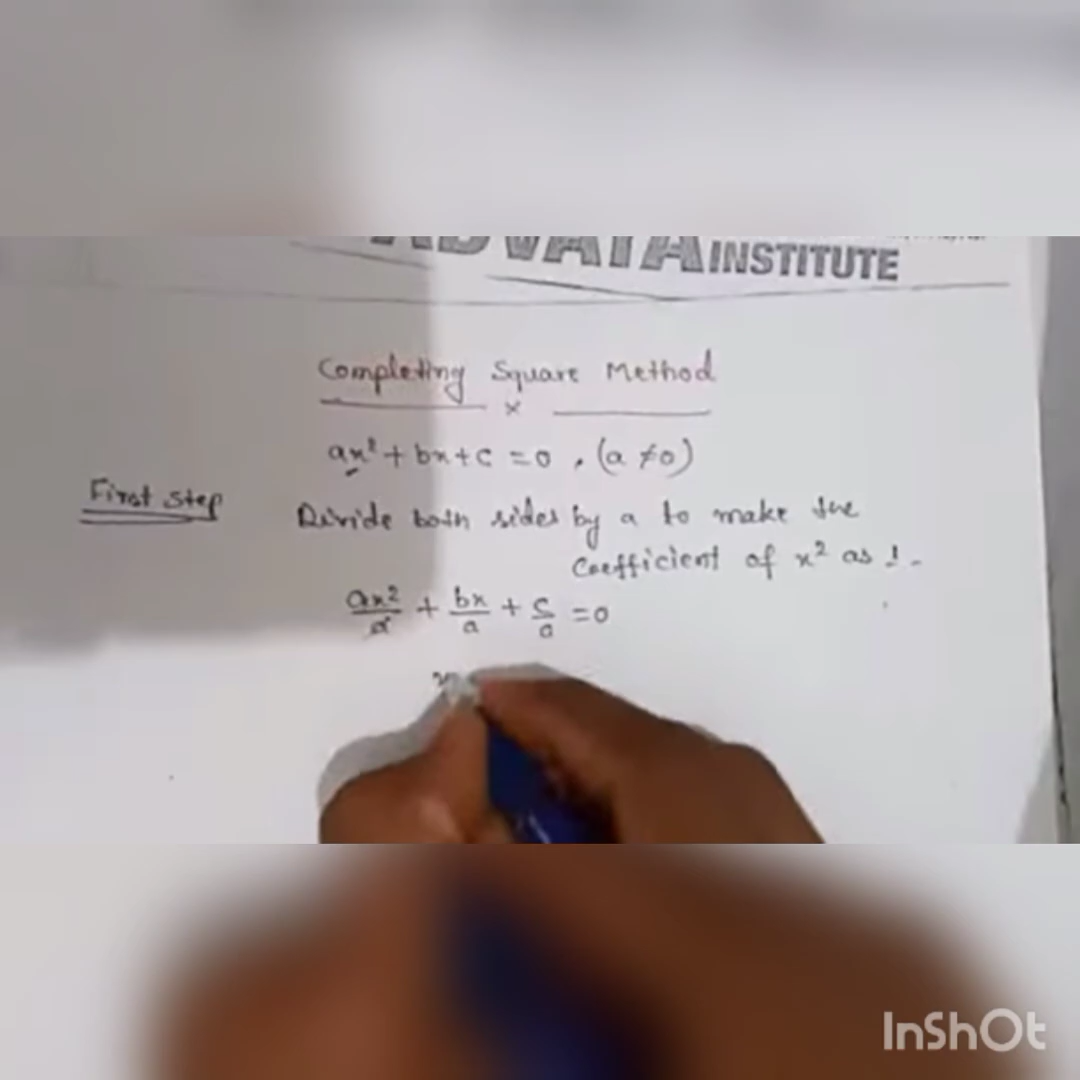 INSTITUTE
Completing Square Method
×
ax² + bx + c = 0 , (a ≠ 0)
First Step
Divide both sides by a to make the
Coefficient of x² as 1.
ax²/a + bx/a + c/a = 0
InShOt